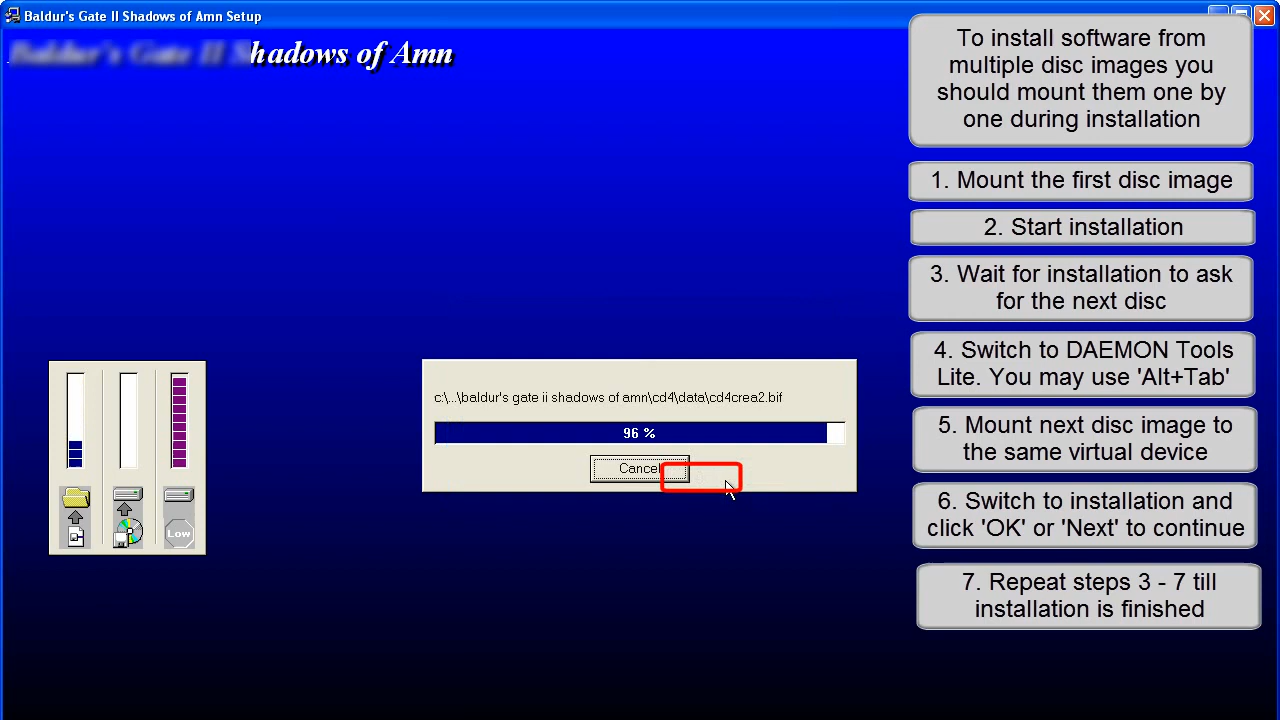 Baldur's Gate II Shadows of Amn Setup
Baldur's Gate II Shadows of Amn
To install software from
multiple disc images you
should mount them one by
one during installation
1. Mount the first disc image
2. Start installation
3. Wait for installation to ask
for the next disc
4. Switch to DAEMON Tools
Lite. You may use 'Alt+Tab'
5. Mount next disc image to
the same virtual device
6. Switch to installation and
click 'OK' or 'Next' to continue
7. Repeat steps 3 - 7 till
installation is finished
c:\...\baldur's gate ii shadows of amn\cd4\data\cd4crea2.bif
96 %
Cancel
Low